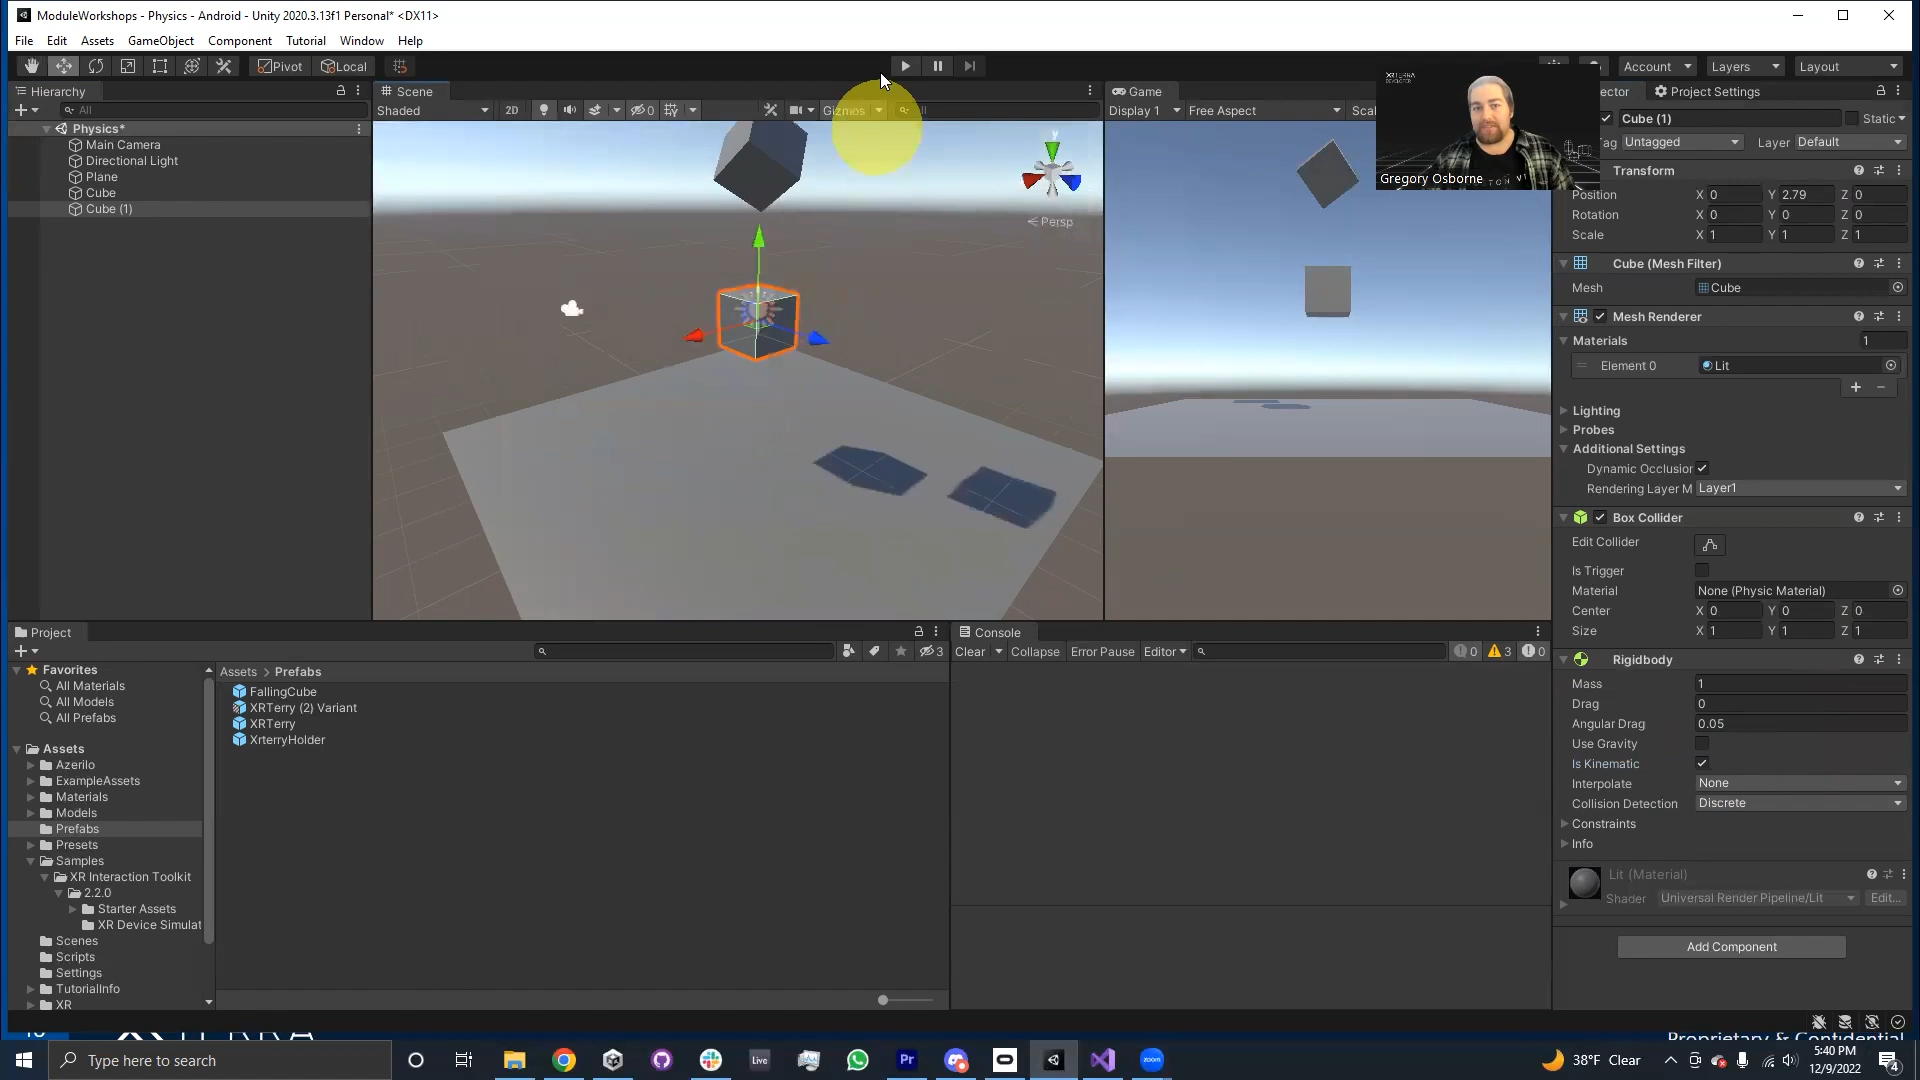 ModuleWorkshops - Physics - Android - Unity 2020.3.13f1 Personal* <DX11>
File Edit Assets GameObject Component Tutorial Window Help
Pivot Local
Account Layers Layout
Hierarchy
All
Physics*
Main Camera
Directional Light
Plane
Cube
Cube (1)
Scene
Shaded 2D 0 Gizmos
y
Persp
Game
Display 1 Free Aspect
XRTERRA
DEVELOPER
Gregory Osborne
Project Settings
Cube (1) Static
Untagged Layer Default
Transform
Position X 0 Y 2.79 Z 0
Rotation X 0 Y 0 Z 0
Scale X 1 Y 1 Z 1
Cube (Mesh Filter)
Mesh Cube
Mesh Renderer
Materials 1
Element 0 Lit
Lighting
Probes
Additional Settings
Dynamic Occlusion
Rendering Layer M Layer1
Box Collider
Edit Collider
Is Trigger
Material None (Physic Material)
Center X 0 Y 0 Z 0
Size X 1 Y 1 Z 1
Rigidbody
Mass 1
Drag 0
Angular Drag 0.05
Use Gravity
Is Kinematic
Interpolate None
Collision Detection Discrete
Constraints
Info
Lit (Material)
Shader Universal Render Pipeline/Lit Edit...
Add Component
Project
3
Favorites
All Materials
All Models
All Prefabs
Assets
Azerilo
ExampleAssets
Materials
Models
Prefabs
Presets
Samples
XR Interaction Toolkit
2.2.0
Starter Assets
XR Device Simulat
Scenes
Scripts
Settings
TutorialInfo
XR
Assets > Prefabs
FallingCube
XRTerry (2) Variant
XRTerry
XrterryHolder
Console
Clear Collapse Error Pause Editor 0 3 0
Proprietary & Confidential
Type here to search
Live
Pr
zoom
38°F Clear
5:40 PM
12/9/2022
4